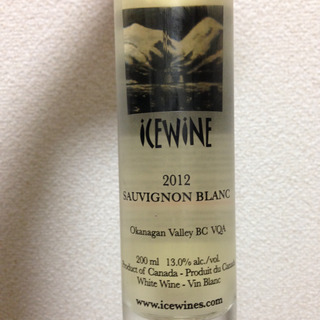 iCEWiNE
2012
SAUVIGNON BLANC
Okanagan Valley BC VQA
200 ml 13.0% alc./vol.
Product of Canada - Produit du Canada
White Wine - Vin Blanc
www.icewines.com